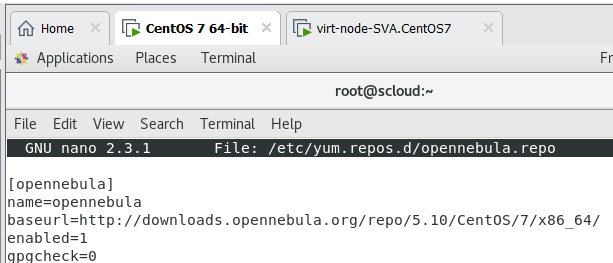 Home × CentOS 7 64-bit × virt-node-SVA.CentOS7 ×
Applications Places Terminal Fr
root@scloud:~
File Edit View Search Terminal Help
GNU nano 2.3.1 File: /etc/yum.repos.d/opennebula.repo
[opennebula]
name=opennebula
baseurl=http://downloads.opennebula.org/repo/5.10/CentOS/7/x86_64/
enabled=1
gpgcheck=0